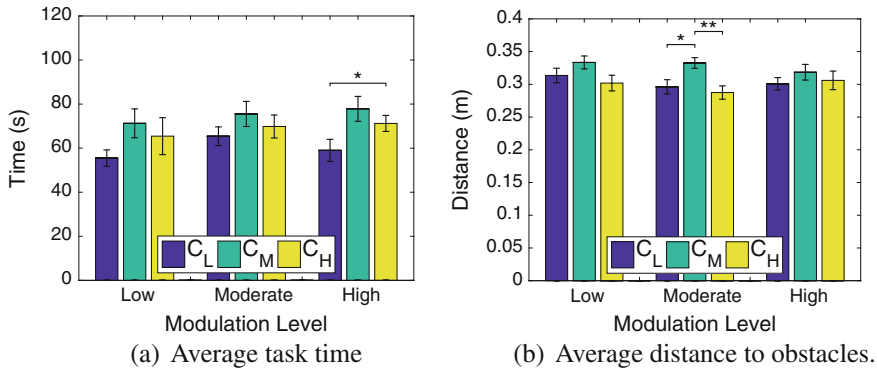 120
100
80
60
40
20
0
Time (s)
*
C_L C_M C_H
Low Moderate High
Modulation Level
(a) Average task time
0.4
0.35
0.3
0.25
0.2
0.15
0.1
0.05
0
Distance (m)
* **
C_L C_M C_H
Low Moderate High
Modulation Level
(b) Average distance to obstacles.